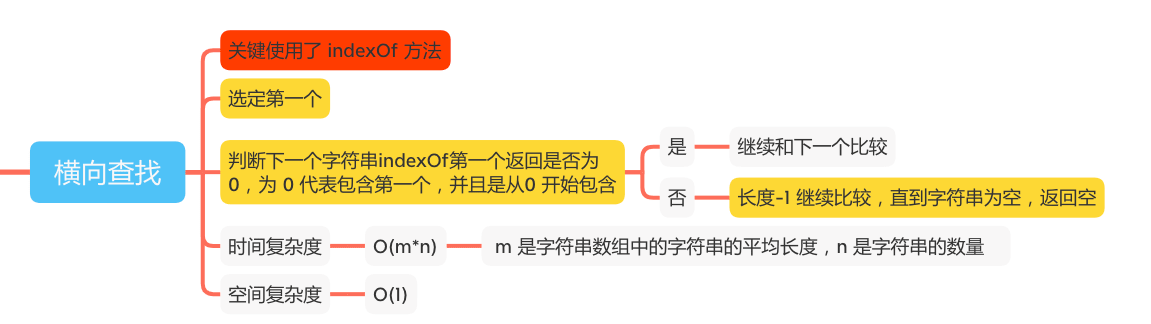 关键使用了 indexOf 方法
选定第一个
横向查找
判断下一个字符串indexOf第一个返回是否为
0，为 0 代表包含第一个，并且是从0 开始包含
是
继续和下一个比较
否
长度-1 继续比较，直到字符串为空，返回空
时间复杂度
O(m*n)
m 是字符串数组中的字符串的平均长度，n 是字符串的数量
空间复杂度
O(1)